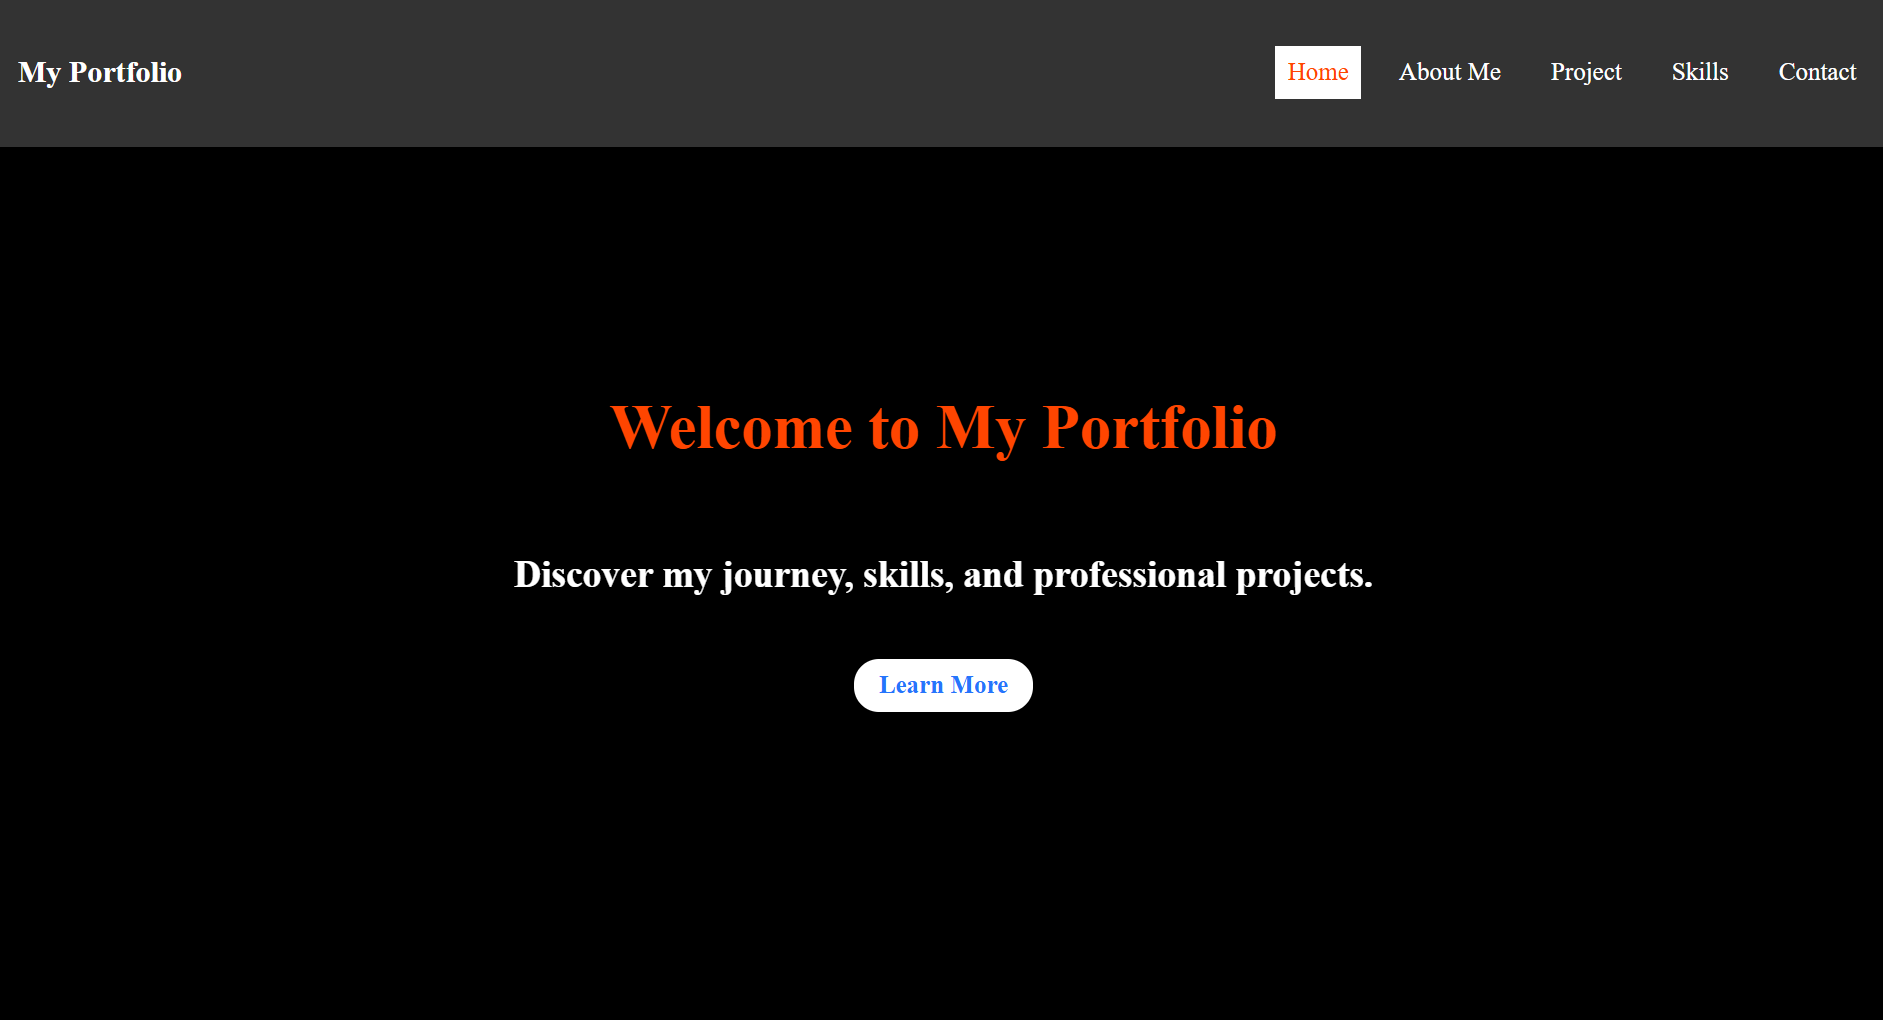 My Portfolio
Home About Me Project Skills Contact
Welcome to My Portfolio
Discover my journey, skills, and professional projects.
Learn More